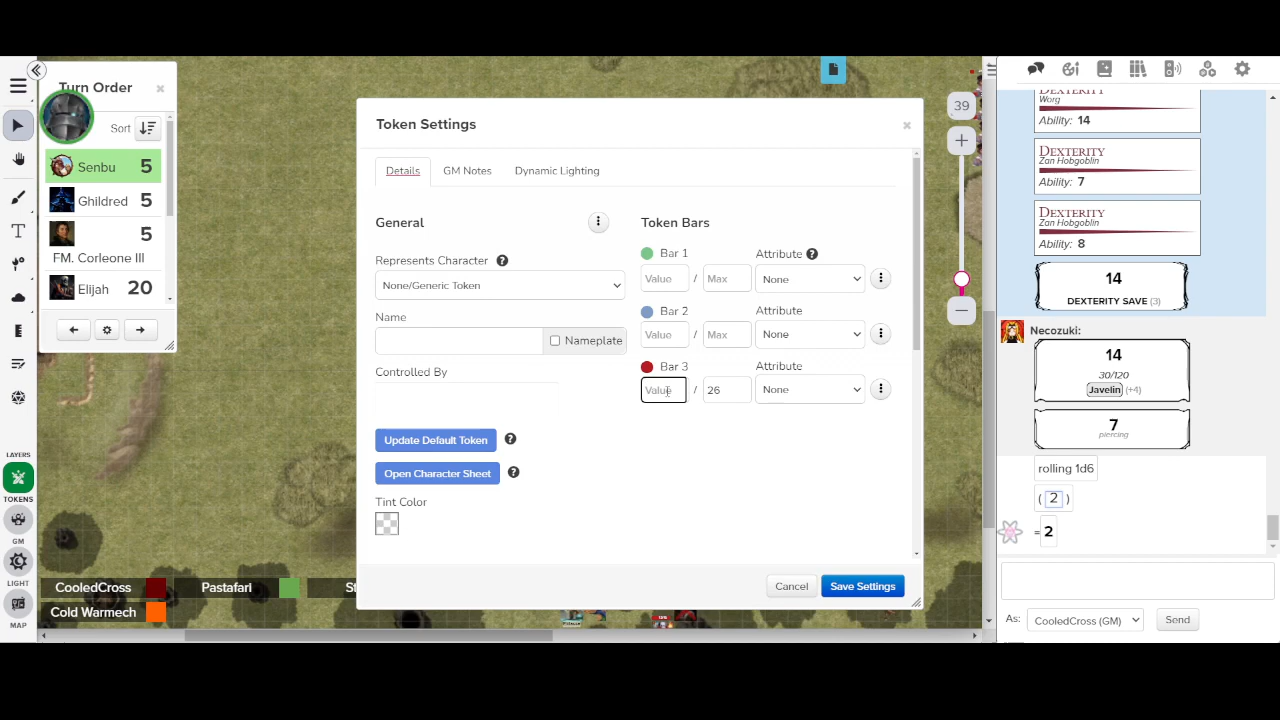 Turn Order
Sort
Senbu 5
Ghildred 5
5
FM. Corleone III
Elijah 20
LAYERS
TOKENS
GM
LIGHT
MAP
CooledCross
Pastafari
St
Cold Warmech
Token Settings
Details
GM Notes
Dynamic Lighting
General
Represents Character
None/Generic Token
Name
Nameplate
Controlled By
Update Default Token
Open Character Sheet
Tint Color
Token Bars
Bar 1 Attribute
Value / Max None
Bar 2 Attribute
Value / Max None
Bar 3 Attribute
Value / 26 None
Cancel
Save Settings
39
DEXTERITY
Worg
Ability: 14
DEXTERITY
Zan Hobgoblin
Ability: 7
DEXTERITY
Zan Hobgoblin
Ability: 8
14
DEXTERITY SAVE (3)
Necozuki:
14
30/120
Javelin (+4)
7
piercing
rolling 1d6
( 2 )
= 2
As: CooledCross (GM) Send